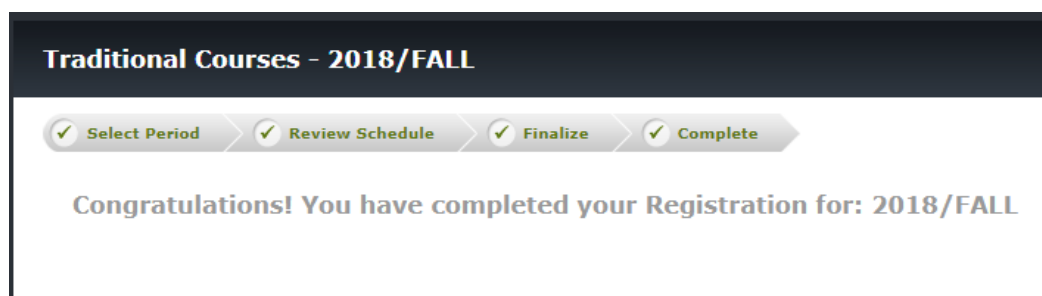 Traditional Courses - 2018/FALL
Select Period Review Schedule Finalize Complete
Congratulations! You have completed your Registration for: 2018/FALL